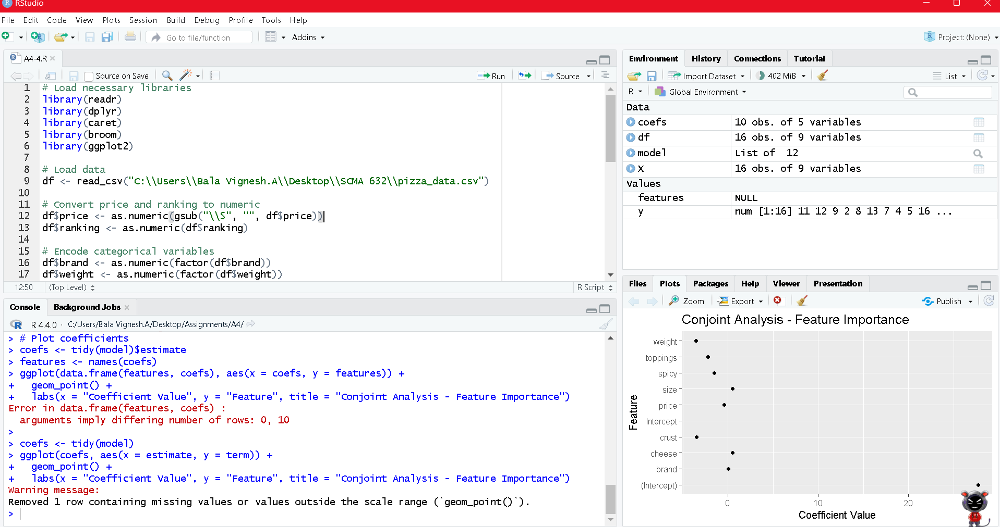 RStudio
File Edit Code View Plots Session Build Debug Profile Tools Help
Go to file/function
Addins
Project: (None)
A4-4.R
Source on Save
Run
Source
1 # Load necessary libraries
2 library(readr)
3 library(dplyr)
4 library(caret)
5 library(broom)
6 library(ggplot2)
7
8 # Load data
9 df <- read_csv("C:\\Users\\Bala Vignesh.A\\Desktop\\SCMA 632\\pizza_data.csv")
10
11 # Convert price and ranking to numeric
12 df$price <- as.numeric(gsub("\\$", "", df$price))
13 df$ranking <- as.numeric(df$ranking)
14
15 # Encode categorical variables
16 df$brand <- as.numeric(factor(df$brand))
17 df$weight <- as.numeric(factor(df$weight))
12:50 (Top Level) R Script
Console Background Jobs
R 4.4.0 · C:/Users/Bala Vignesh.A/Desktop/Assignments/A4/
> # Plot coefficients
> coefs <- tidy(model)$estimate
> features <- names(coefs)
> ggplot(data.frame(features, coefs), aes(x = coefs, y = features)) +
+   geom_point() +
+   labs(x = "Coefficient Value", y = "Feature", title = "Conjoint Analysis - Feature Importance")
Error in data.frame(features, coefs) :
  arguments imply differing number of rows: 0, 10
>
> coefs <- tidy(model)
> ggplot(coefs, aes(x = estimate, y = term)) +
+   geom_point() +
+   labs(x = "Coefficient Value", y = "Feature", title = "Conjoint Analysis - Feature Importance")
Warning message:
Removed 1 row containing missing values or values outside the scale range (`geom_point()`).
>
Environment History Connections Tutorial
Import Dataset 402 MiB List
R Global Environment
Data
coefs 10 obs. of 5 variables
df 16 obs. of 9 variables
model List of  12
X 16 obs. of 9 variables
Values
features NULL
y num [1:16] 11 12 9 2 8 13 7 4 5 16 ...
Files Plots Packages Help Viewer Presentation
Zoom Export Publish
Conjoint Analysis - Feature Importance
weight
toppings
spicy
size
price
Intercept
crust
cheese
brand
(Intercept)
Feature
0 10 20
Coefficient Value